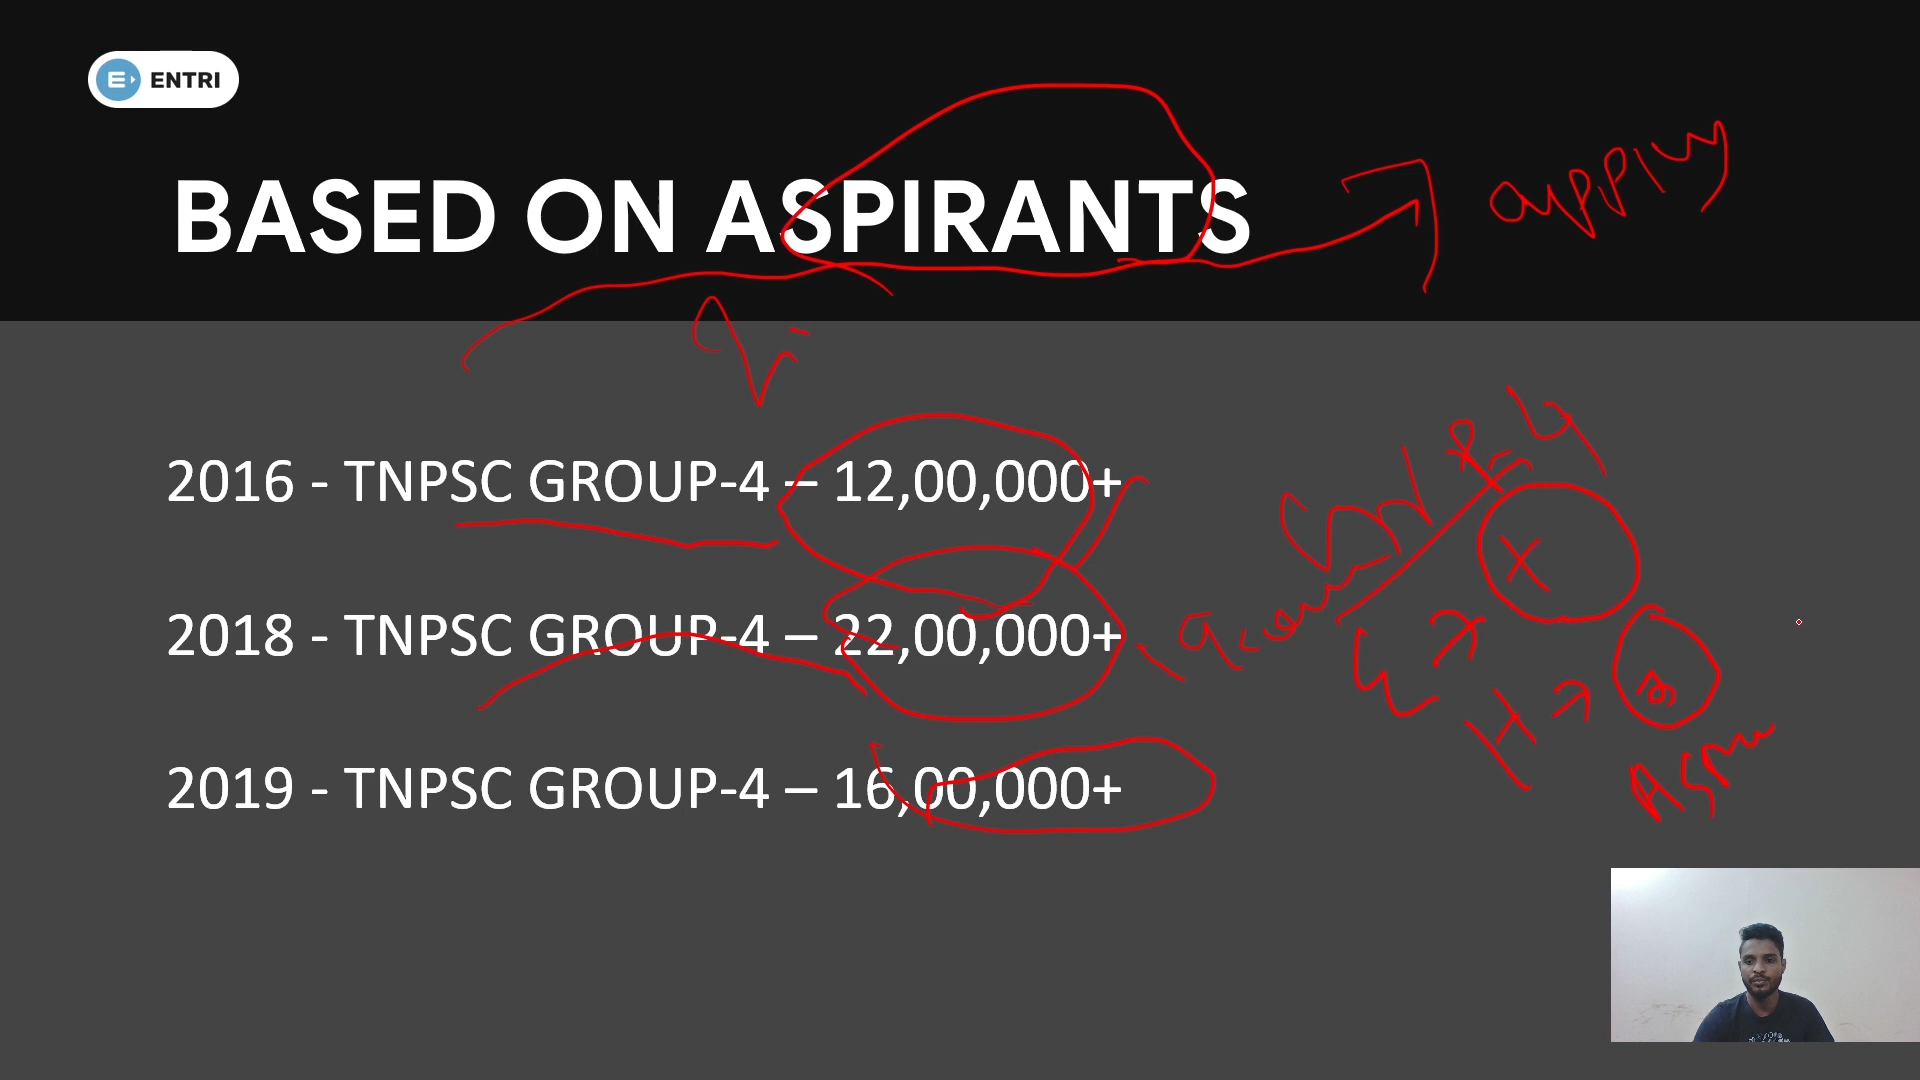 ENTRI
BASED ON ASPIRANTS
apply
2016 - TNPSC GROUP-4 – 12,00,000+
2018 - TNPSC GROUP-4 – 22,00,000+
2019 - TNPSC GROUP-4 – 16,00,000+